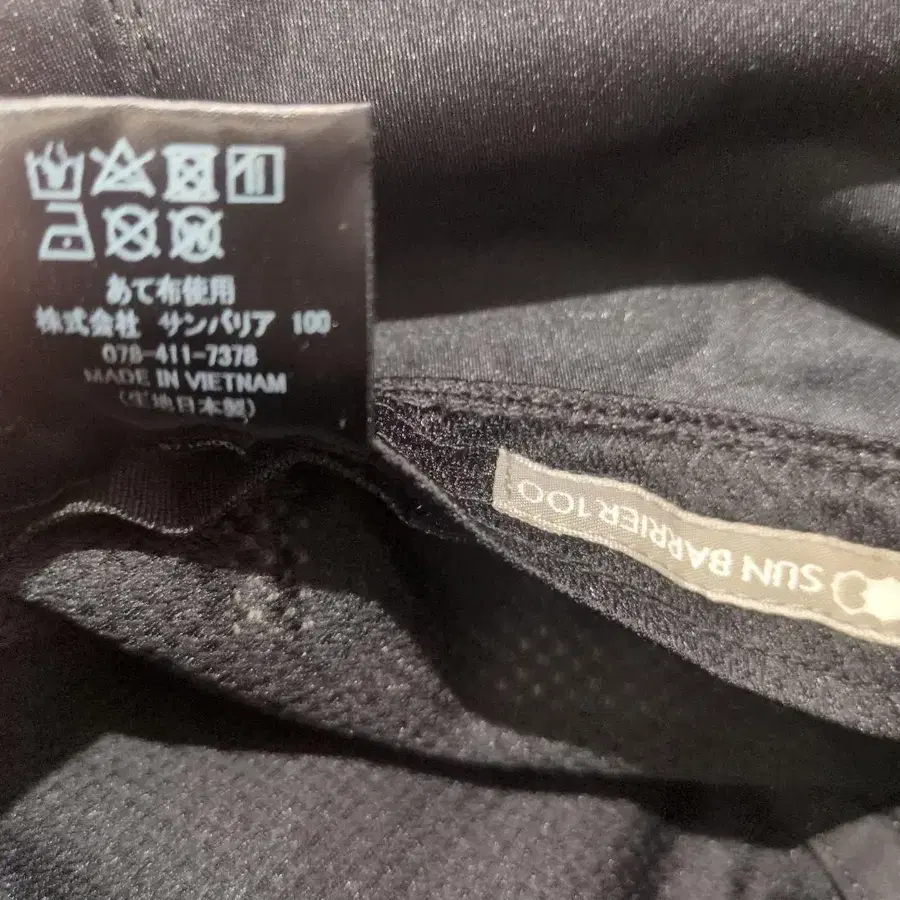 あて布使用
株式会社 サンバリア 100
078-411-7378
MADE IN VIETNAM
(生地日本製)
SUN BARRIER100